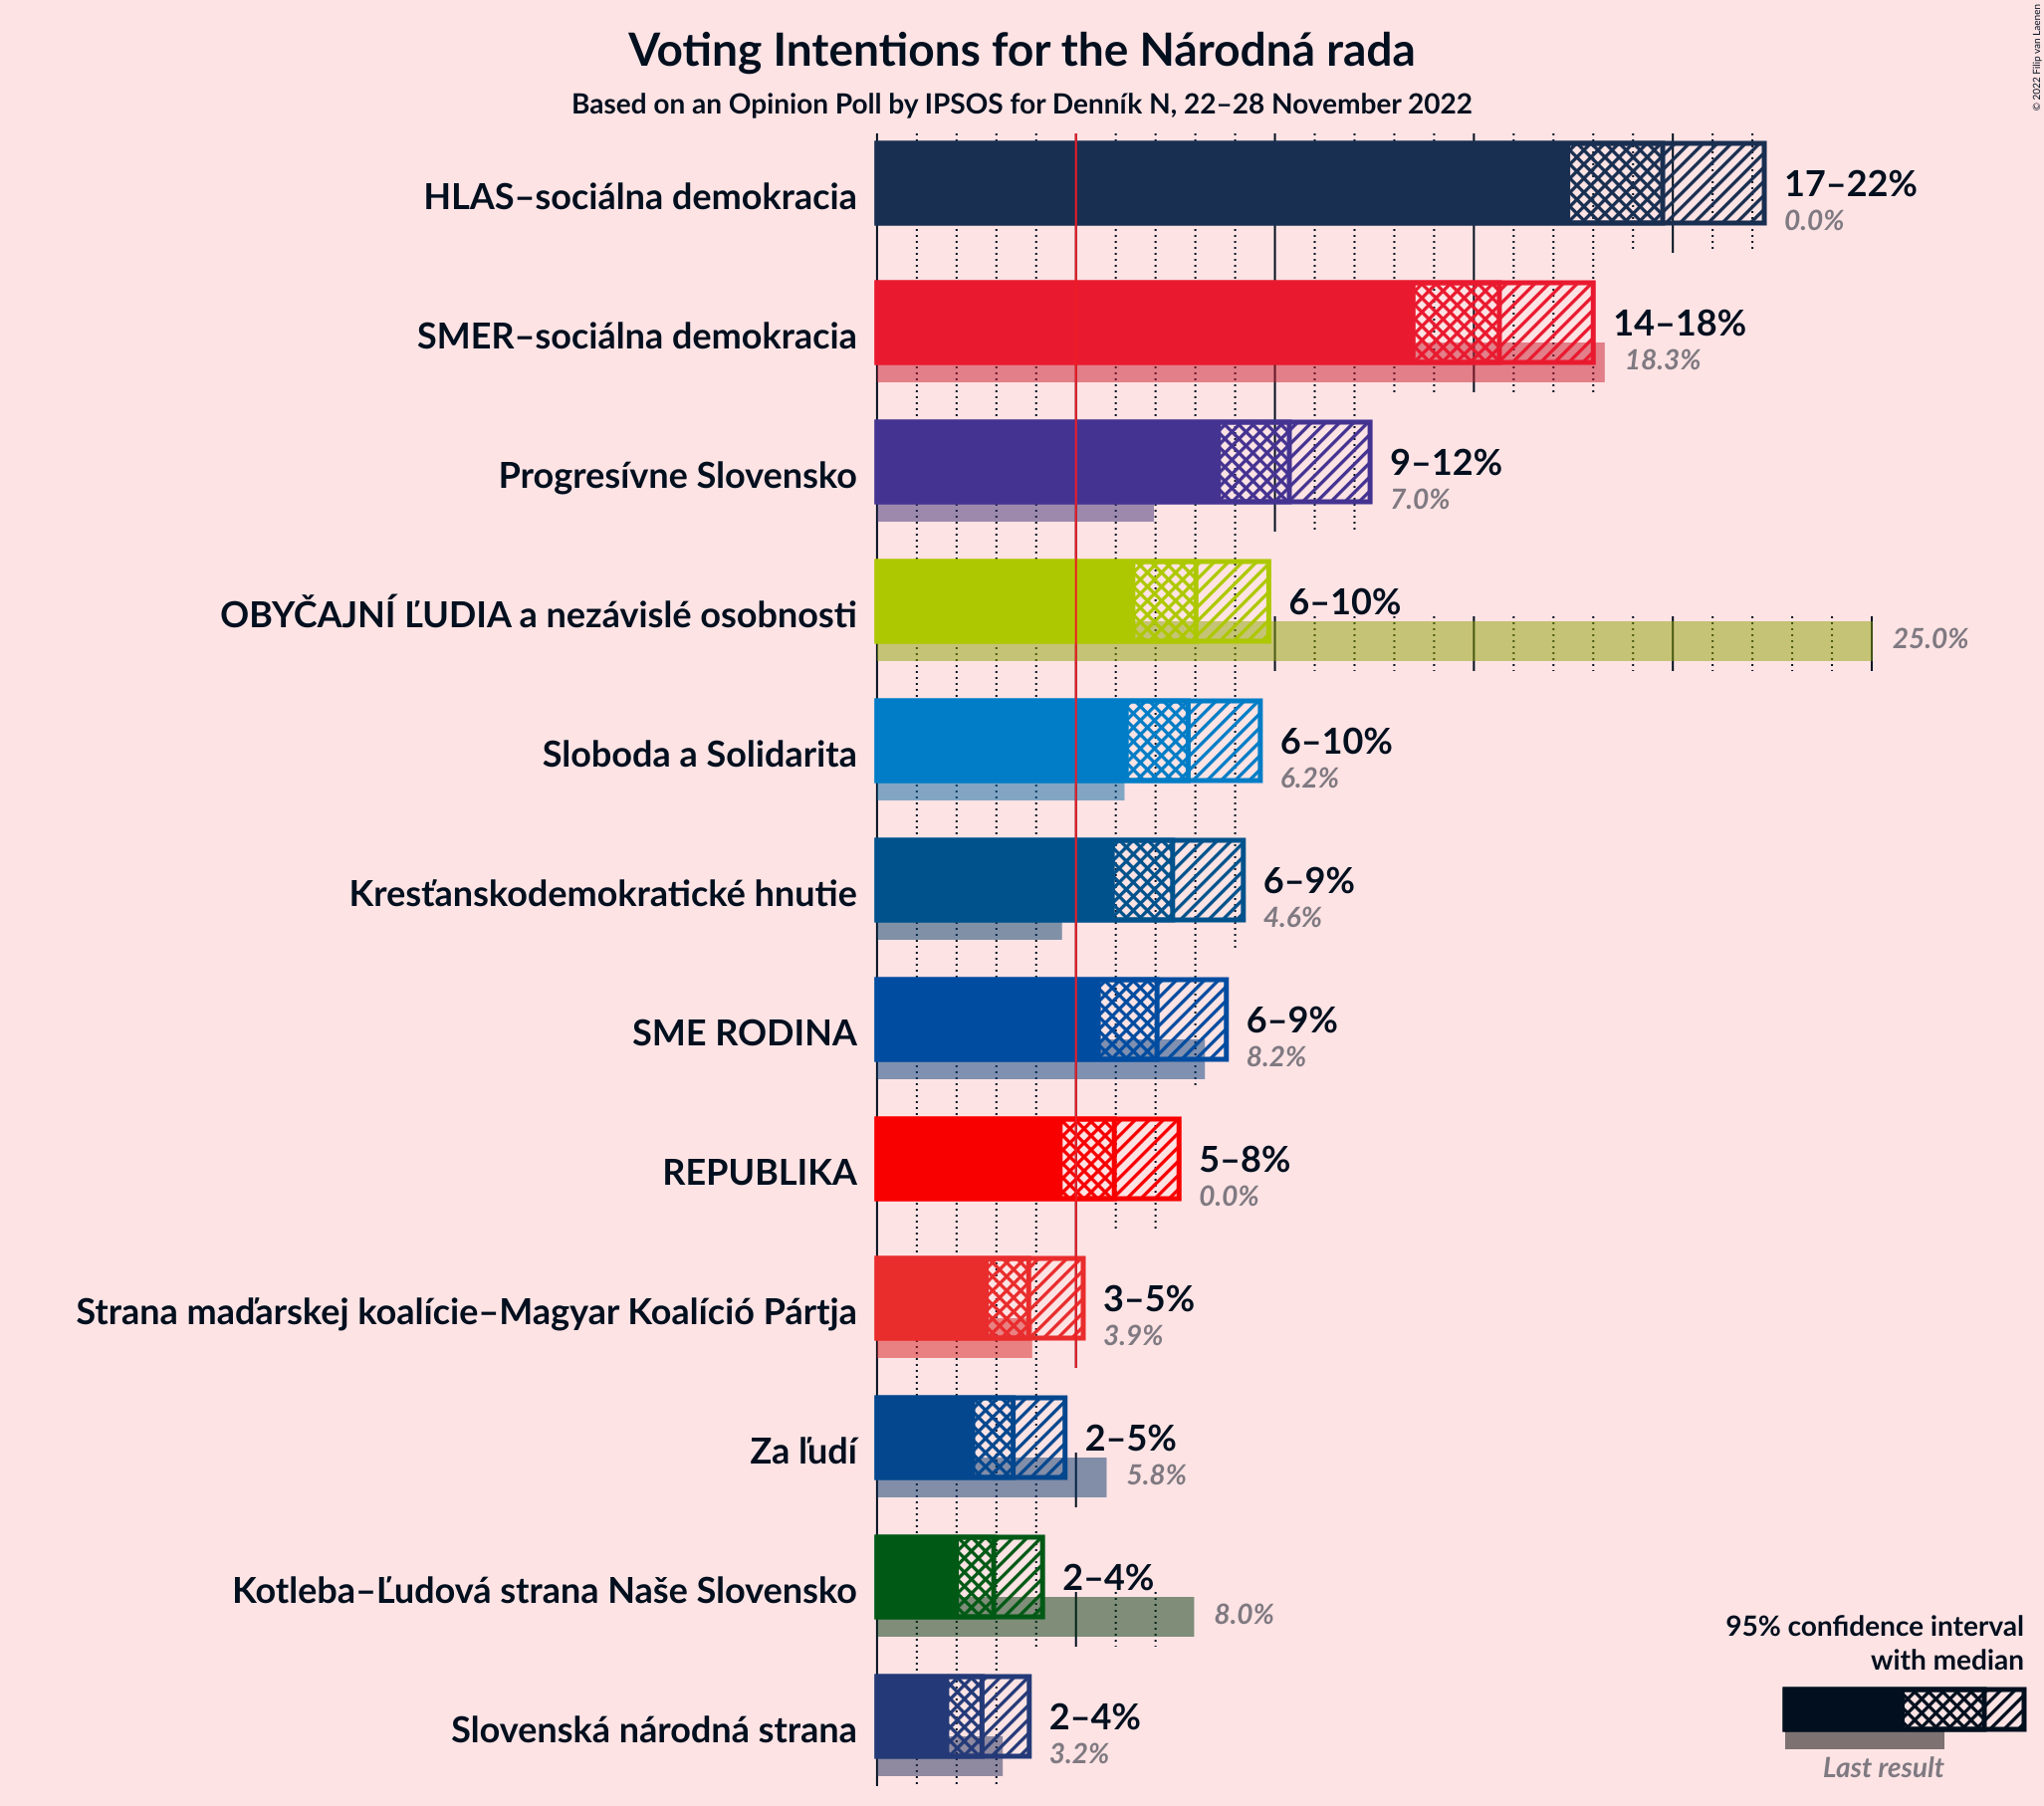 Voting Intentions for the Národná rada
Based on an Opinion Poll by IPSOS for Denník N, 22–28 November 2022
© 2022 Filip van Laenen
HLAS–sociálna demokracia
17–22%
0.0%
SMER–sociálna demokracia
14–18%
18.3%
Progresívne Slovensko
9–12%
7.0%
OBYČAJNÍ ĽUDIA a nezávislé osobnosti
6–10%
25.0%
Sloboda a Solidarita
6–10%
6.2%
Kresťanskodemokratické hnutie
6–9%
4.6%
SME RODINA
6–9%
8.2%
REPUBLIKA
5–8%
0.0%
Strana maďarskej koalície–Magyar Koalíció Pártja
3–5%
3.9%
Za ľudí
2–5%
5.8%
Kotleba–Ľudová strana Naše Slovensko
2–4%
8.0%
Slovenská národná strana
2–4%
3.2%
95% confidence interval
with median
Last result